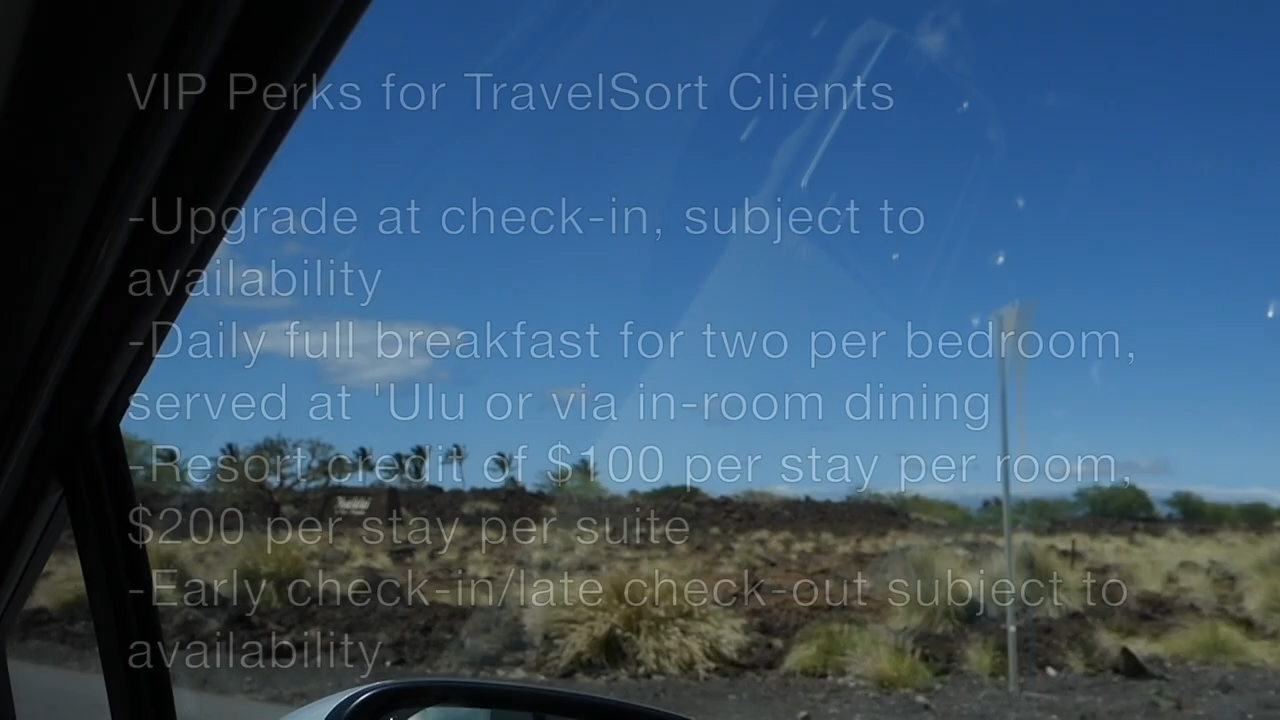 VIP Perks for TravelSort Clients
-Upgrade at check-in, subject to
availability
-Daily full breakfast for two per bedroom,
served at 'Ulu or via in-room dining
-Resort credit of $100 per stay per room,
$200 per stay per suite
-Early check-in/late check-out subject to
availability